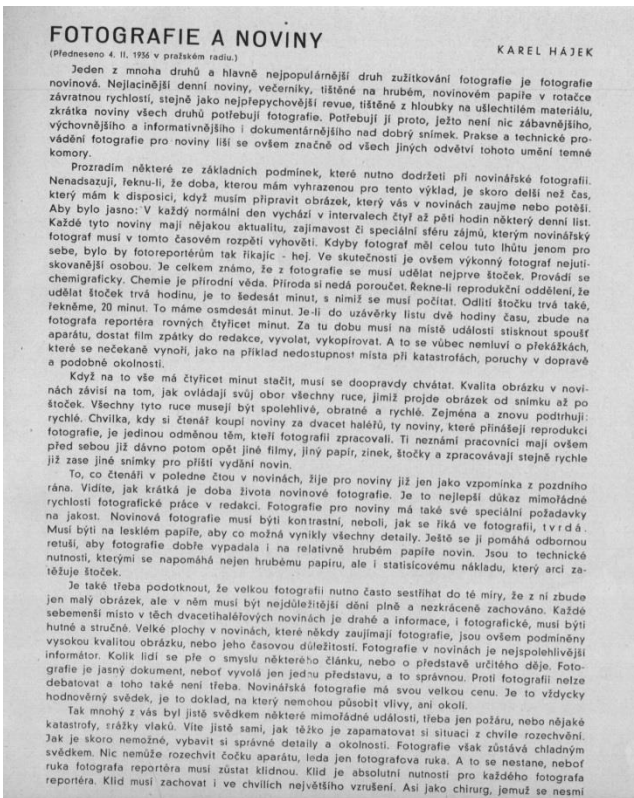 FOTOGRAFIE A NOVINY
KAREL HÁJEK
(Předneseno 4. II. 1936 v pražském radiu.)
Jeden z mnoha druhů a hlavně nejpopulárnější druh zužitkování fotografie je fotografie
novinová. Nejlacinější denní noviny, večerníky, tištěné na hrubém, novinovém papíře v rotačce
závratnou rychlostí, stejně jako nejpřepychovější revue, tištěné z hloubky na ušlechtilém materiálu,
zkrátka noviny všech druhů potřebují fotografie. Potřebují jí proto, ježto není nic zábavnějšího,
výchovnějšího a informativnějšího i dokumentárnějšího nad dobrý snímek. Prakse a technické pro-
vádění fotografie pro noviny liší se ovšem značně od všech jiných odvětví tohoto umění temné
komory.
Prozradím některé ze základních podmínek, které nutno dodržeti při novinářské fotografii.
Nenadsazuji, řeknu-li, že doba, kterou mám vyhrazenou pro tento výklad, je skoro delší než čas,
který mám k disposici, když musím připravit obrázek, který vás v novinách zaujme nebo potěší.
Aby bylo jasno: V každý normální den vychází v intervalech čtyř až pěti hodin některý denní list.
Každé tyto noviny mají nějakou aktualitu, zajímavost či speciální sféru zájmů, kterým novinářský
fotograf musí v tomto časovém rozpětí vyhověti. Kdyby fotograf měl celou tuto lhůtu jenom pro
sebe, bylo by fotoreportérům tak říkajíc - hej. Ve skutečnosti je ovšem výkonný fotograf nejuti-
skovanější osobou. Je celkem známo, že z fotografie se musí udělat nejprve štoček. Provádí se
chemigraficky. Chemie je přírodní věda. Příroda si nedá poroučet. Řekne-li reprodukční oddělení, že
udělat štoček trvá hodinu, je to šedesát minut, s nimiž se musí počítat. Odlití štočku trvá také,
řekněme, 20 minut. To máme osmdesát minut. Je-li do uzávěrky listu dvě hodiny času, zbude na
fotografa reportéra rovných čtyřicet minut. Za tu dobu musí na místě události stisknout spoušť
aparátu, dostat film zpátky do redakce, vyvolat, vykopírovat. A to se vůbec nemluví o překážkách,
které se nečekaně vynoří, jako na příklad nedostupnost místa při katastrofách, poruchy v dopravě
a podobné okolnosti.
Když na to vše má čtyřicet minut stačit, musí se doopravdy chvátat. Kvalita obrázku v novi-
nách závisí na tom, jak ovládají svůj obor všechny ruce, jimiž projde obrázek od snímku až po
štoček. Všechny tyto ruce musejí být spolehlivé, obratné a rychlé. Zejména a znovu podtrhuji:
rychlé. Chvilka, kdy si čtenář koupí noviny za dvacet haléřů, ty noviny, které přinášejí reprodukci
fotografie, je jedinou odměnou těm, kteří fotografii zpracovali. Ti neznámí pracovníci mají ovšem
před sebou již dávno potom opět jiné filmy, jiný papír, zinek, štočky a zpracovávají stejně rychle
již zase jiné snímky pro příští vydání novin.
To, co čtenáři v poledne čtou v novinách, žije pro noviny již jen jako vzpomínka z pozdního
rána. Vidíte, jak krátká je doba života novinové fotografie. Je to nejlepší důkaz mimořádné
rychlosti fotografické práce v redakci. Fotografie pro noviny má také své speciální požadavky
na jakost. Novinová fotografie musí býti kontrastní, neboli, jak se říká ve fotografii, t v r d á .
Musí býti na lesklém papíře, aby co možná vynikly všechny detaily. Ještě se jí pomáhá odbornou
retuší, aby fotografie dobře vypadala i na relativně hrubém papíře novin. Jsou to technické
nutnosti, kterými se napomáhá nejen hrubému papíru, ale i statisícovému nákladu, který arci za-
těžuje štoček.
Je také třeba podotknout, že velkou fotografii nutno často sestříhat do té míry, že z ní zbude
jen malý obrázek, ale v něm musí být nejdůležitější dění plně a nezkráceně zachováno. Každé
sebemenší místo v těch dvacetihaléřových novinách je drahé a informace, i fotografické, musí býti
hutné a stručné. Velké plochy v novinách, které někdy zaujímají fotografie, jsou ovšem podmíněny
vysokou kvalitou obrázku, nebo jeho časovou důležitostí. Fotografie v novinách je nejspolehlivější
informátor. Kolik lidí se pře o smyslu některého článku, nebo o představě určitého děje. Foto-
grafie je jasný dokument, neboť vyvolá jen jednu představu, a to správnou. Proti fotografii nelze
debatovat a toho také není třeba. Novinářská fotografie má svou velkou cenu. Je to vždycky
hodnověrný svědek, je to doklad, na který nemohou působit vlivy, ani okolí.
Tak mnohý z vás byl jistě svědkem některé mimořádné události, třeba jen požáru, nebo nějaké
katastrofy, srážky vlaků. Víte jistě sami, jak těžko je zapamatovat si situaci z chvíle rozechvění.
Jak je skoro nemožné, vybavit si správné detaily a okolnosti. Fotografie však zůstává chladným
svědkem. Nic nemůže rozechvít čočku aparátu, leda jen fotografova ruka. A to se nestane, neboť
ruka fotografa reportéra musí zůstat klidnou. Klid je absolutní nutností pro každého fotografa
reportéra. Klid musí zachovat i ve chvílích největšího vzrušení. Asi jako chirurg, jemuž se nesmí